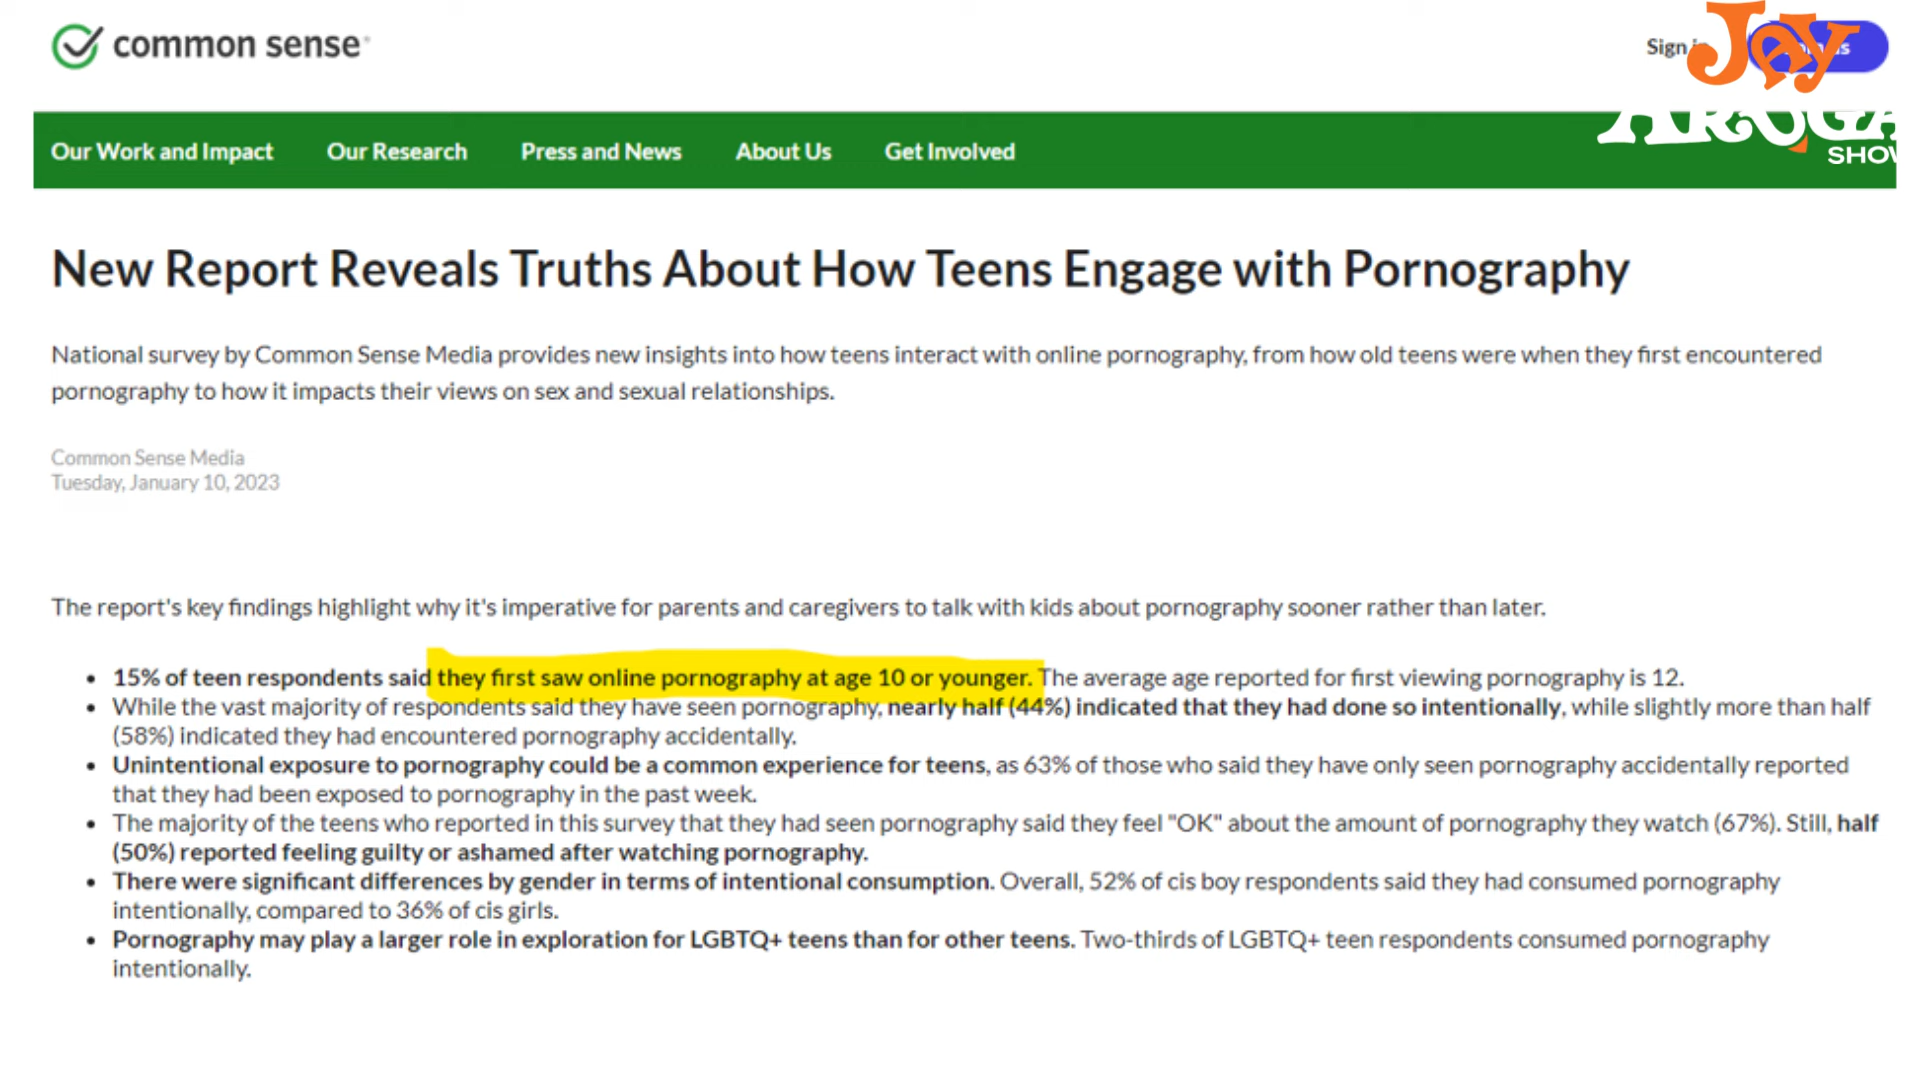 common sense
Sign in
Jay
Our Work and Impact Our Research Press and News About Us Get Involved
SHOW
New Report Reveals Truths About How Teens Engage with Pornography
National survey by Common Sense Media provides new insights into how teens interact with online pornography, from how old teens were when they first encountered
pornography to how it impacts their views on sex and sexual relationships.
Common Sense Media
Tuesday, January 10, 2023
The report's key findings highlight why it's imperative for parents and caregivers to talk with kids about pornography sooner rather than later.
• 15% of teen respondents said they first saw online pornography at age 10 or younger. The average age reported for first viewing pornography is 12.
• While the vast majority of respondents said they have seen pornography, nearly half (44%) indicated that they had done so intentionally, while slightly more than half
(58%) indicated they had encountered pornography accidentally.
• Unintentional exposure to pornography could be a common experience for teens, as 63% of those who said they have only seen pornography accidentally reported
that they had been exposed to pornography in the past week.
• The majority of the teens who reported in this survey that they had seen pornography said they feel "OK" about the amount of pornography they watch (67%). Still, half
(50%) reported feeling guilty or ashamed after watching pornography.
• There were significant differences by gender in terms of intentional consumption. Overall, 52% of cis boy respondents said they had consumed pornography
intentionally, compared to 36% of cis girls.
• Pornography may play a larger role in exploration for LGBTQ+ teens than for other teens. Two-thirds of LGBTQ+ teen respondents consumed pornography
intentionally.